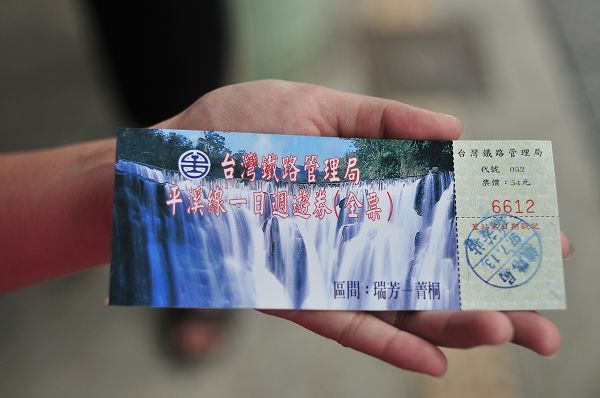 台灣鐵路管理局
平溪線一日週遊券(全票)
區間：瑞芳—菁桐
台灣鐵路管理局
代號 052
票價：54元
6612